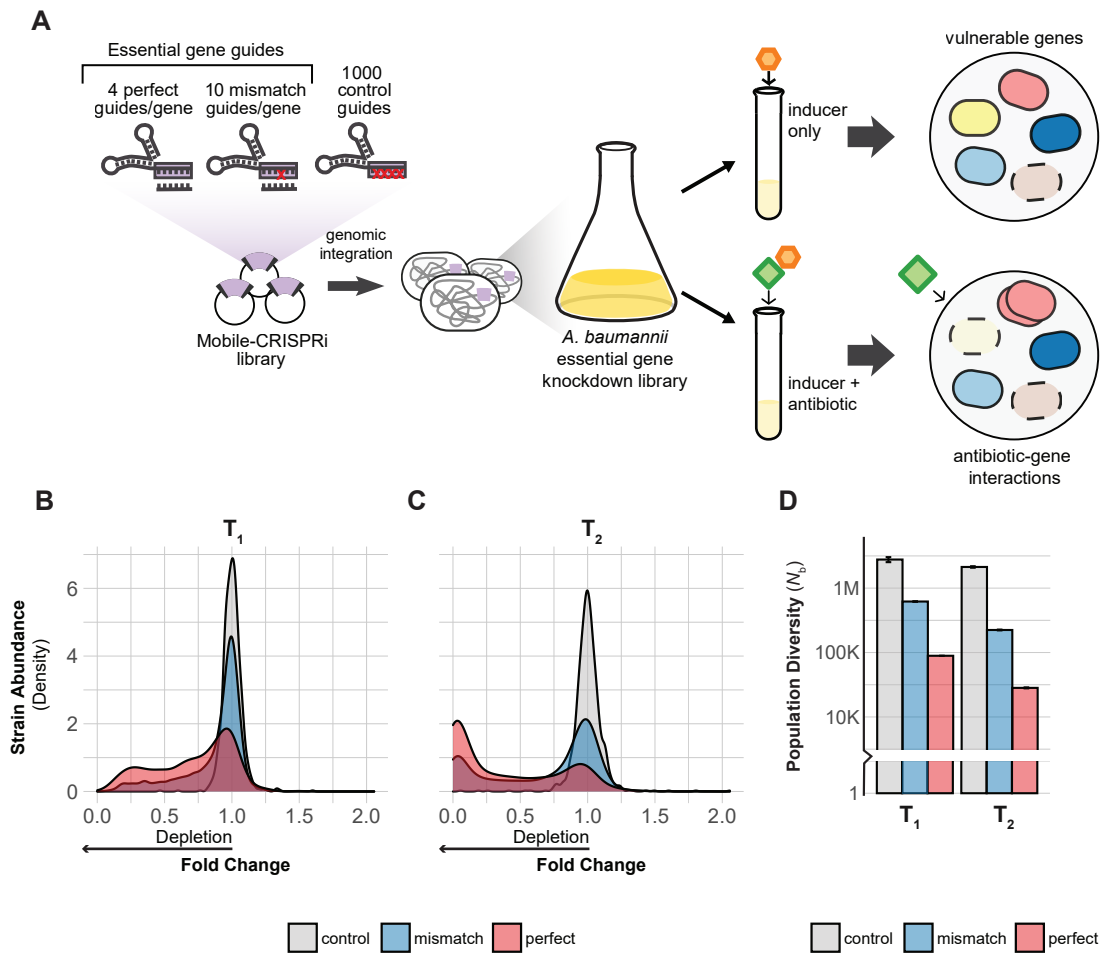 A
Essential gene guides
4 perfect
guides/gene
10 mismatch
guides/gene
1000
control
guides
genomic
integration
Mobile-CRISPRi
library
A. baumannii
essential gene
knockdown library
inducer
only
inducer +
antibiotic
vulnerable genes
antibiotic-gene
interactions
B
T1
Strain Abundance
(Density)
6
4
2
0
0.0 0.5 1.0 1.5 2.0
Depletion
Fold Change
C
T2
0.0 0.5 1.0 1.5 2.0
Depletion
Fold Change
control mismatch perfect
D
Population Diversity (Nb)
1M
100K
10K
1
T1 T2
control mismatch perfect